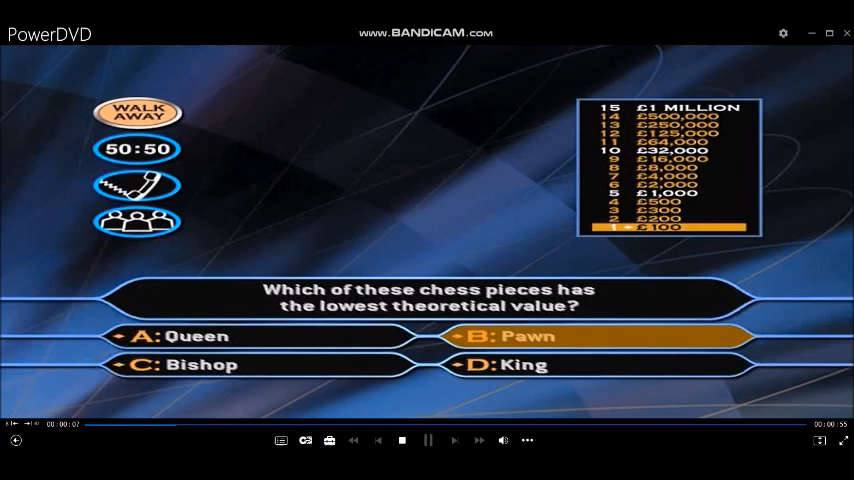 PowerDVD
www.BANDICAM.com
WALK
AWAY
50:50
15 £1 MILLION
14 £500,000
13 £250,000
12 £125,000
11 £64,000
10 £32,000
9 £16,000
8 £8,000
7 £4,000
6 £2,000
5 £1,000
4 £500
3 £300
2 £200
1 £100
Which of these chess pieces has
the lowest theoretical value?
A: Queen
B: Pawn
C: Bishop
D: King
00:00:07
00:00:55